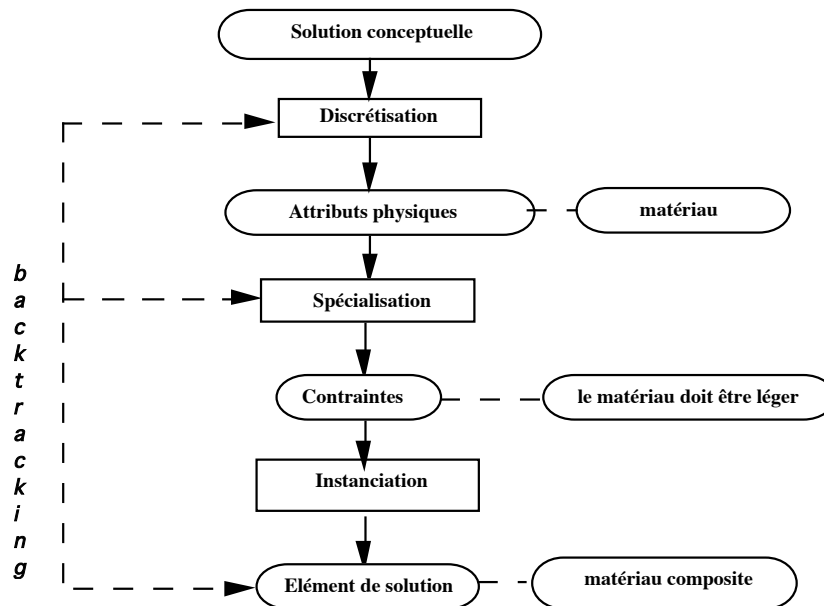 Solution conceptuelle
Discrétisation
Attributs physiques
matériau
Spécialisation
Contraintes
le matériau doit être léger
Instanciation
Elément de solution
matériau composite
backtracking